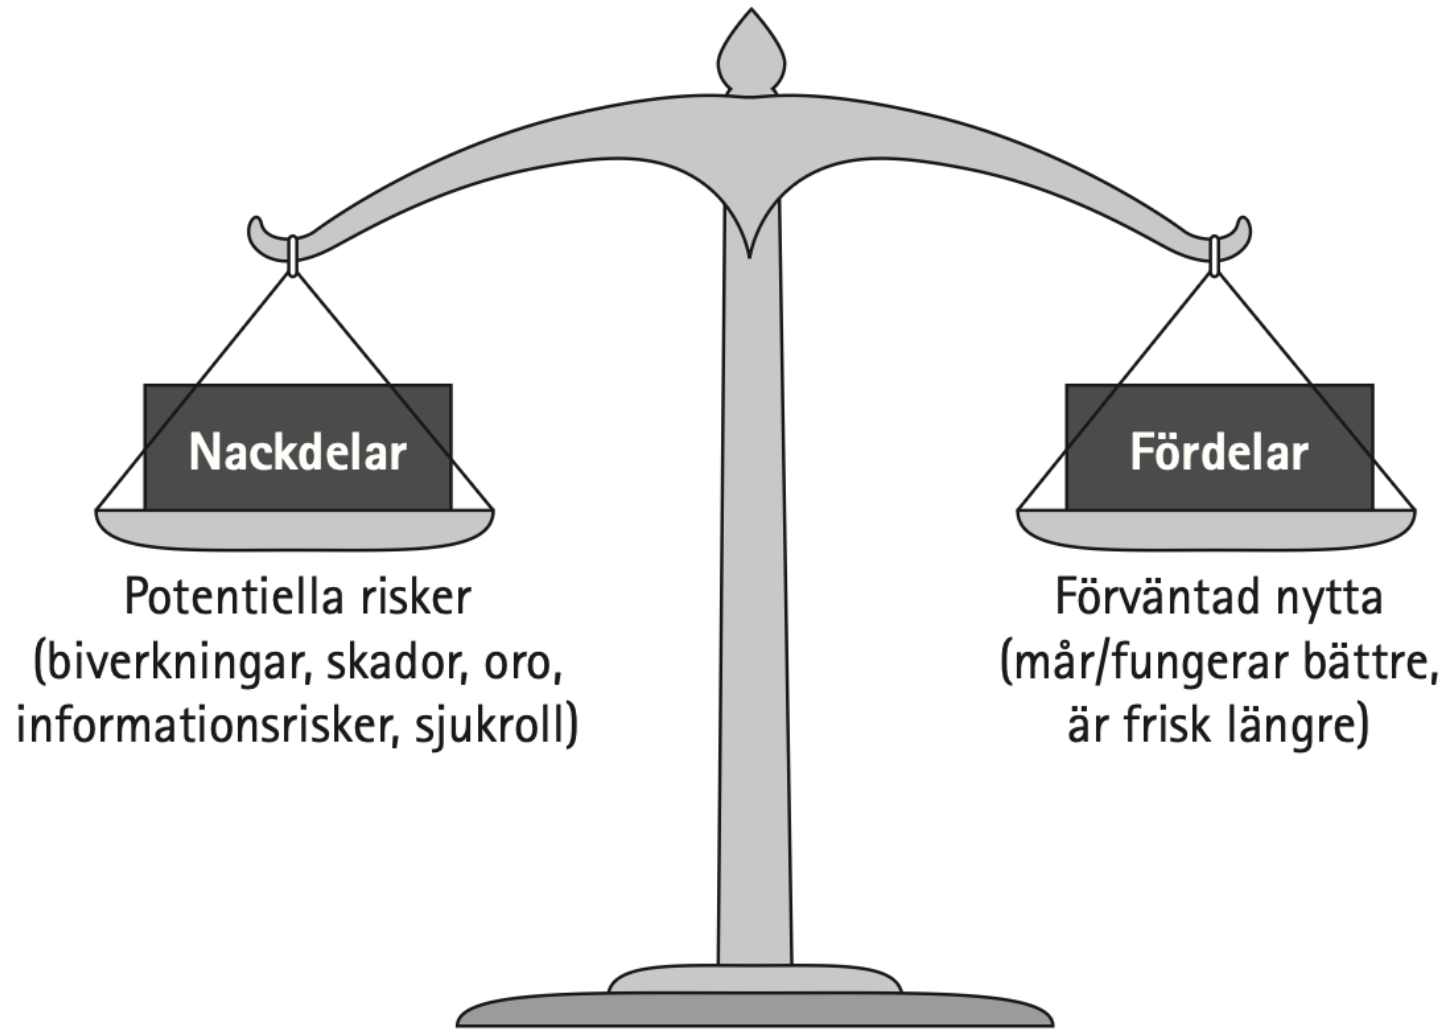 Nackdelar
Potentiella risker
(biverkningar, skador, oro,
informationsrisker, sjukroll)
Fördelar
Förväntad nytta
(mår/fungerar bättre,
är frisk längre)